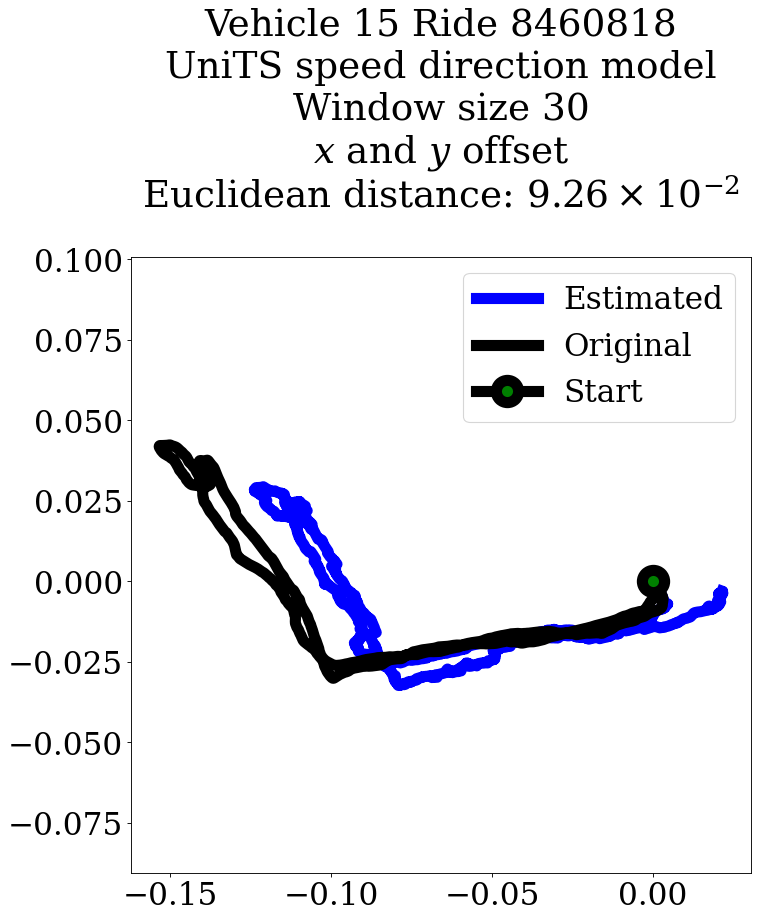 Vehicle 15 Ride 8460818
UniTS speed direction model
Window size 30
x and y offset
Euclidean distance: 9.26 × 10⁻²
Estimated
Original
Start
0.100
0.075
0.050
0.025
0.000
−0.025
−0.050
−0.075
−0.15 −0.10 −0.05 0.00